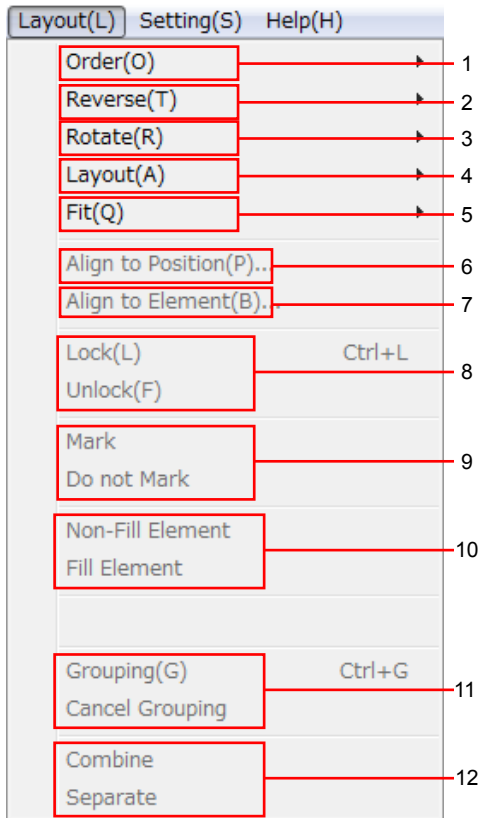 Layout(L) Setting(S) Help(H)
Order(O) 1
Reverse(T) 2
Rotate(R) 3
Layout(A) 4
Fit(Q) 5
Align to Position(P)... 6
Align to Element(B)... 7
Lock(L) Ctrl+L
8
Unlock(F)
Mark
9
Do not Mark
Non-Fill Element
10
Fill Element
Grouping(G) Ctrl+G
11
Cancel Grouping
Combine
12
Separate